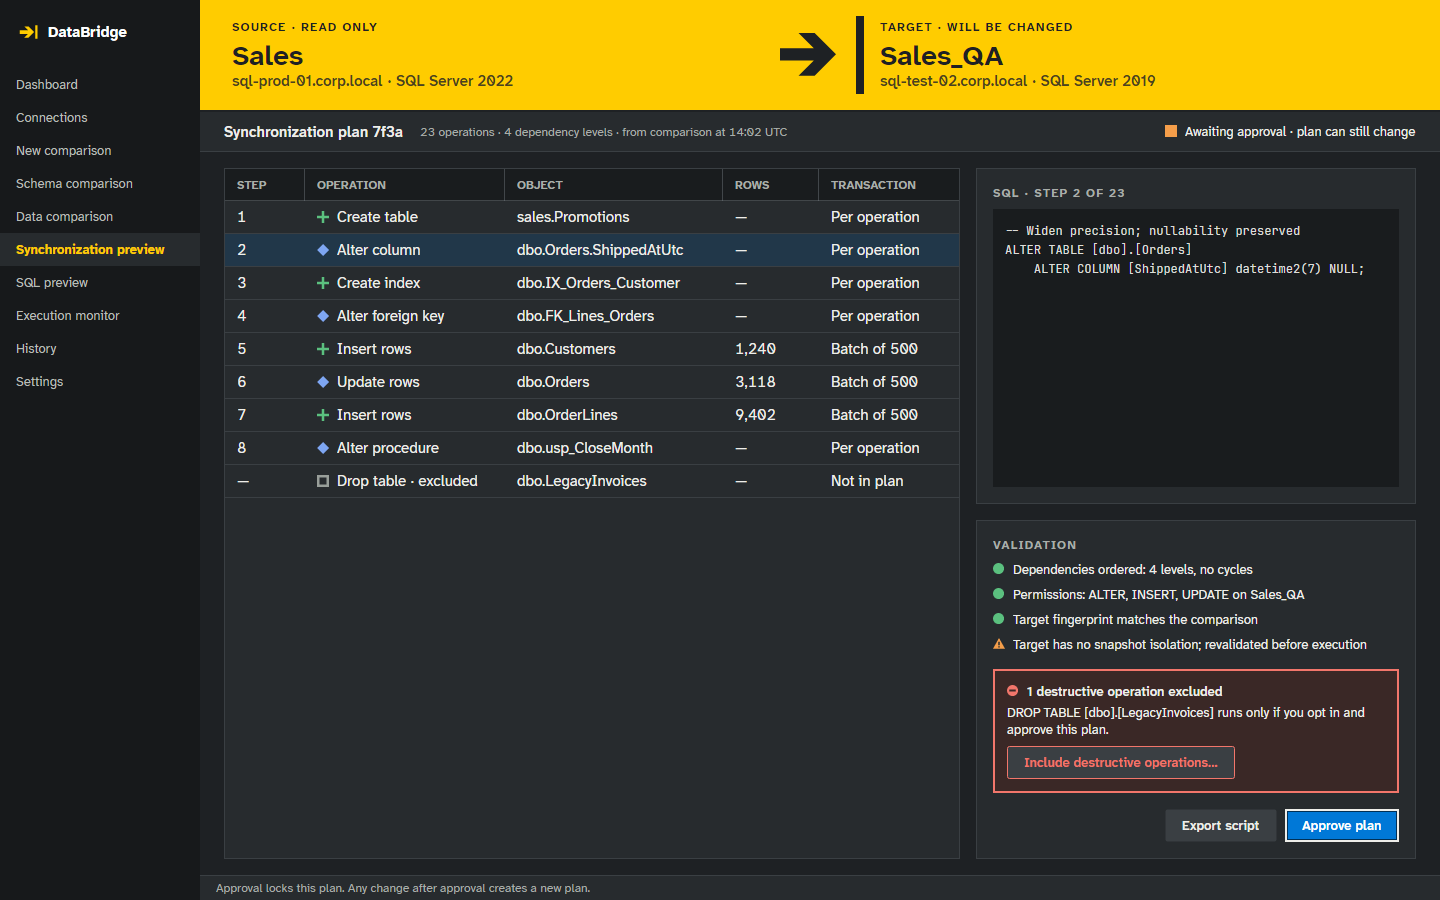 DataBridge
Dashboard
Connections
New comparison
Schema comparison
Data comparison
Synchronization preview
SQL preview
Execution monitor
History
Settings
SOURCE · READ ONLY
Sales
sql-prod-01.corp.local · SQL Server 2022
TARGET · WILL BE CHANGED
Sales_QA
sql-test-02.corp.local · SQL Server 2019
Synchronization plan 7f3a 23 operations · 4 dependency levels · from comparison at 14:02 UTC
Awaiting approval · plan can still change
STEP OPERATION OBJECT ROWS TRANSACTION
1 Create table sales.Promotions — Per operation
2 Alter column dbo.Orders.ShippedAtUtc — Per operation
3 Create index dbo.IX_Orders_Customer — Per operation
4 Alter foreign key dbo.FK_Lines_Orders — Per operation
5 Insert rows dbo.Customers 1,240 Batch of 500
6 Update rows dbo.Orders 3,118 Batch of 500
7 Insert rows dbo.OrderLines 9,402 Batch of 500
8 Alter procedure dbo.usp_CloseMonth — Per operation
— Drop table · excluded dbo.LegacyInvoices — Not in plan
SQL · STEP 2 OF 23
-- Widen precision; nullability preserved
ALTER TABLE [dbo].[Orders]
ALTER COLUMN [ShippedAtUtc] datetime2(7) NULL;
VALIDATION
Dependencies ordered: 4 levels, no cycles
Permissions: ALTER, INSERT, UPDATE on Sales_QA
Target fingerprint matches the comparison
Target has no snapshot isolation; revalidated before execution
1 destructive operation excluded
DROP TABLE [dbo].[LegacyInvoices] runs only if you opt in and
approve this plan.
Include destructive operations...
Export script
Approve plan
Approval locks this plan. Any change after approval creates a new plan.